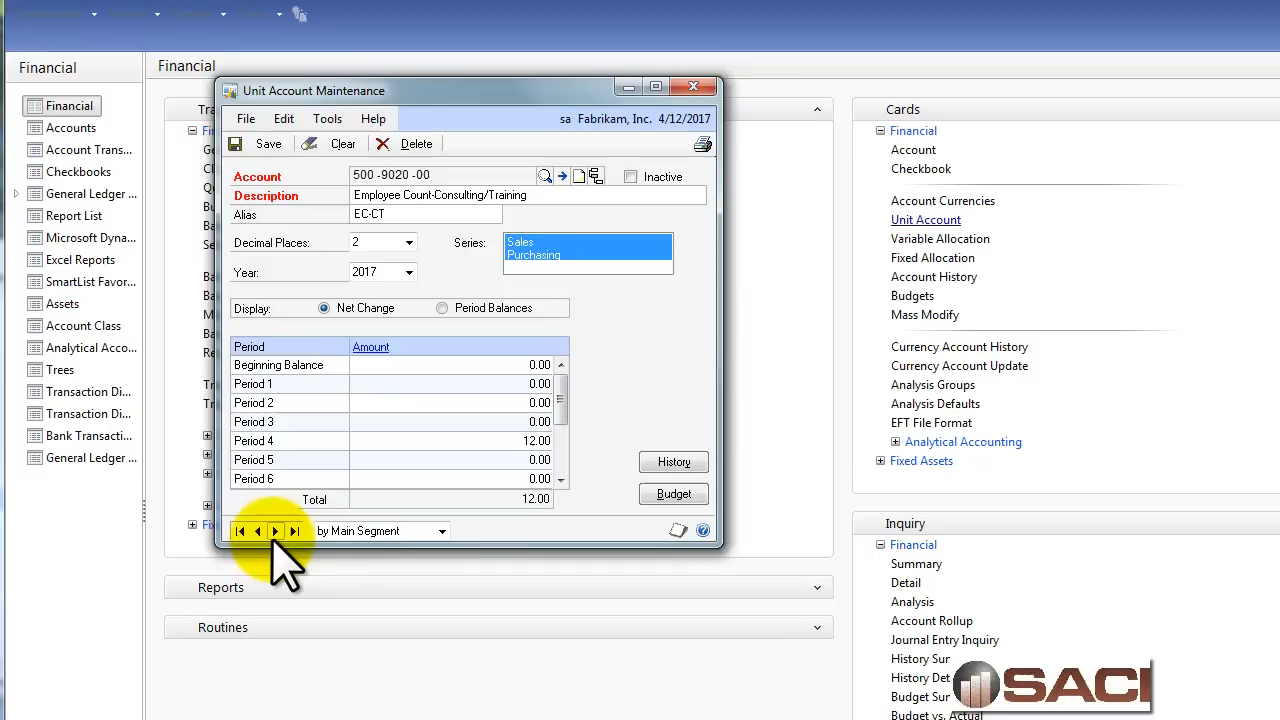 Financial
Financial
Accounts
Account Trans...
Checkbooks
General Ledger ...
Report List
Microsoft Dyna...
Excel Reports
SmartList Favor...
Assets
Account Class
Analytical Acco...
Trees
Transaction Di...
Transaction Di...
Bank Transacti...
General Ledger ...
Financial
Unit Account Maintenance
File Edit Tools Help
sa Fabrikam, Inc. 4/12/2017
Save Clear Delete
Account 500 -9020 -00 Inactive
Description Employee Count-Consulting/Training
Alias EC-CT
Decimal Places: 2
Series: Sales
Purchasing
Year: 2017
Display: Net Change Period Balances
Period Amount
Beginning Balance 0.00
Period 1 0.00
Period 2 0.00
Period 3 0.00
Period 4 12.00
Period 5 0.00
Period 6 0.00
Total 12.00
History
Budget
by Main Segment
Reports
Routines
Cards
Financial
Account
Checkbook
Account Currencies
Unit Account
Variable Allocation
Fixed Allocation
Account History
Budgets
Mass Modify
Currency Account History
Currency Account Update
Analysis Groups
Analysis Defaults
EFT File Format
Analytical Accounting
Fixed Assets
Inquiry
Financial
Summary
Detail
Analysis
Account Rollup
Journal Entry Inquiry
History Sur
History Det
Budget Sur
Budget vs. Actual
SACI